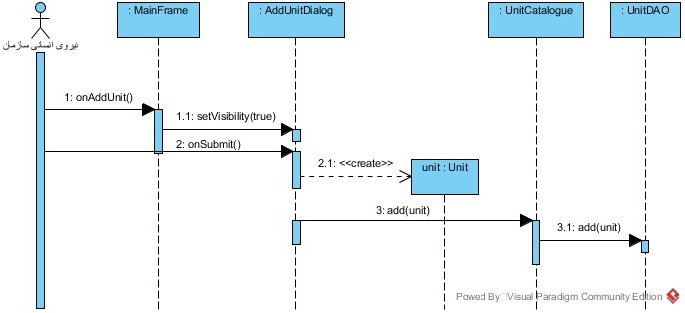 : MainFrame
: AddUnitDialog
: UnitCatalogue
: UnitDAO
نیروی انسانی سازمان
1: onAddUnit()
1.1: setVisibility(true)
2: onSubmit()
2.1: <<create>>
unit : Unit
3: add(unit)
3.1: add(unit)
Powed By Visual Paradigm Community Edition